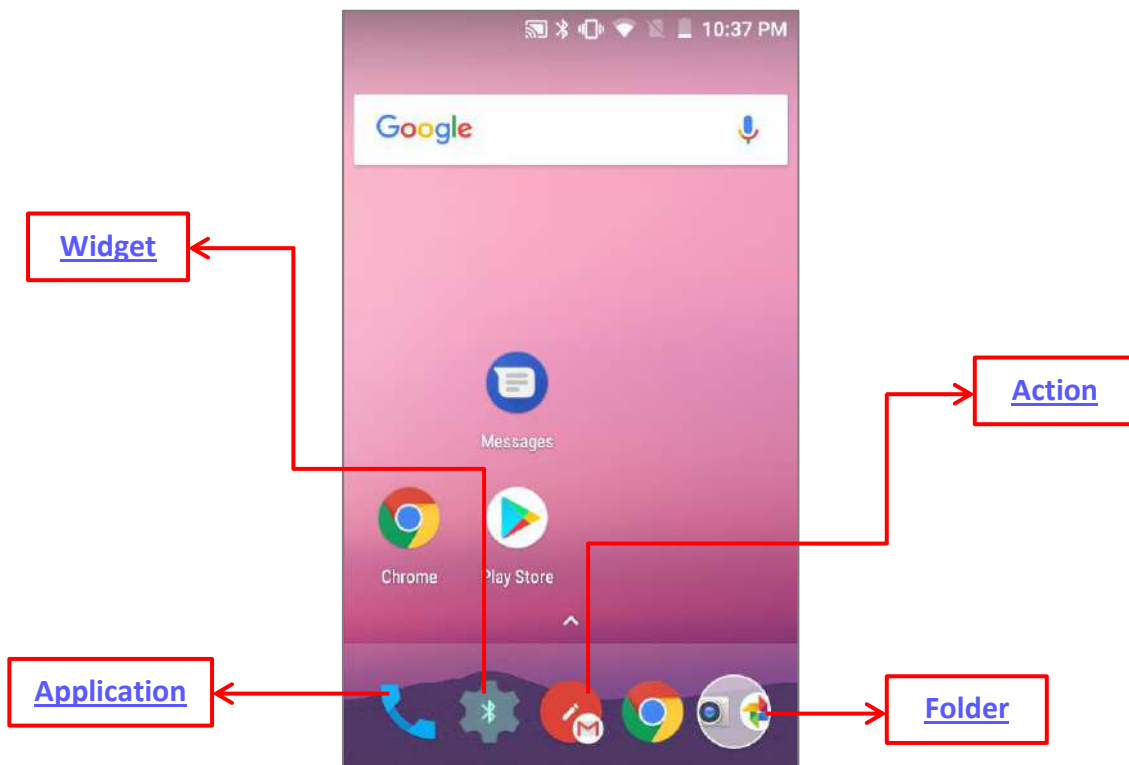 10:37 PM
Google
Widget
Messages
Action
Chrome
Play Store
Application
Folder